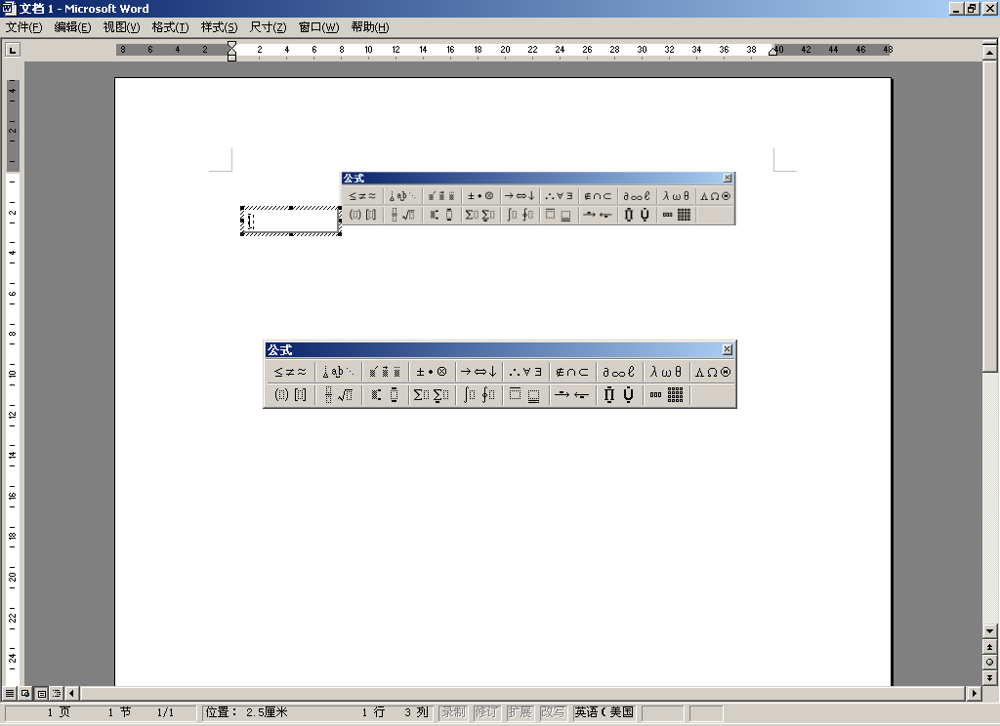 文档 1 - Microsoft Word
文件(F) 编辑(E) 视图(V) 格式(T) 样式(S) 尺寸(Z) 窗口(W) 帮助(H)
8 6 4 2 2 4 6 8 10 12 14 16 18 20 22 24 26 28 30 32 34 36 38 40 42 44 46 48
4
2
2
4
6
8
10
12
14
16
18
20
22
24
公式
≤≠≈ ±•⊗ →⇔↓ ∴∀∃ ∉∩⊂ ∂∞ℓ λωθ ΛΩ⊗
公式
≤≠≈ ±•⊗ →⇔↓ ∴∀∃ ∉∩⊂ ∂∞ℓ λωθ ΛΩ⊗
1 页 1 节 1/1 位置： 2.5厘米 1 行 3 列 录制 修订 扩展 改写 英语(美国